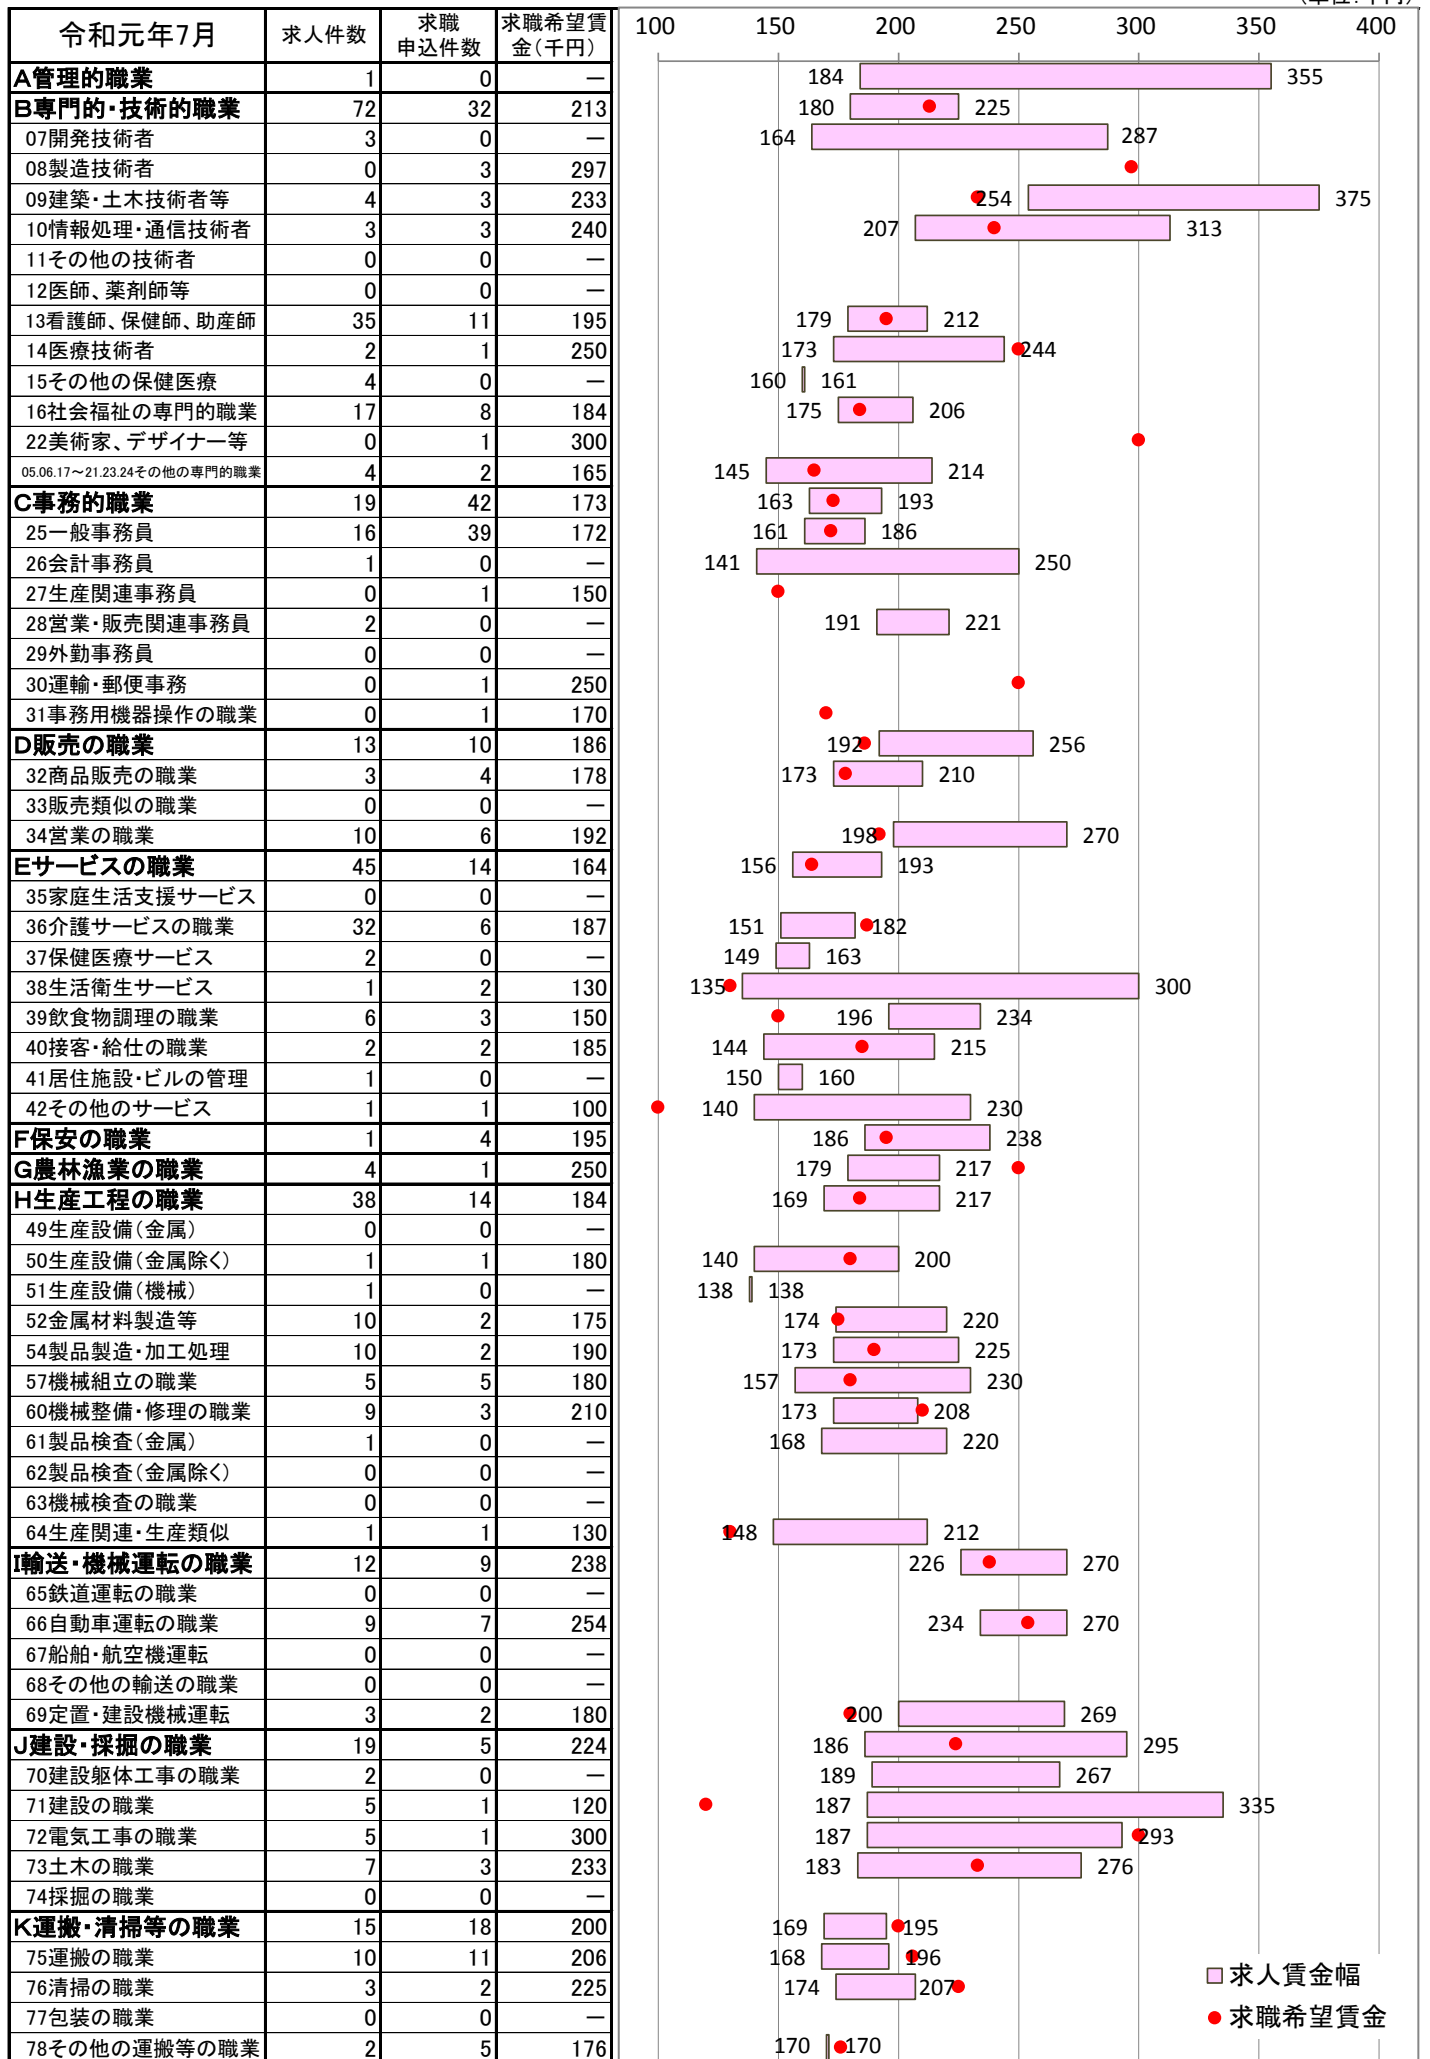 令和元年7月 求人件数 求職申込件数 求職希望賃金(千円) 100 150 200 250 300 350 400
A管理的職業 1 0 － 184 355
B専門的・技術的職業 72 32 213 180 225
07開発技術者 3 0 － 164 287
08製造技術者 0 3 297
09建築・土木技術者等 4 3 233 254 375
10情報処理・通信技術者 3 3 240 207 313
11その他の技術者 0 0 －
12医師、薬剤師等 0 0 －
13看護師、保健師、助産師 35 11 195 179 212
14医療技術者 2 1 250 173 244
15その他の保健医療 4 0 － 160 161
16社会福祉の専門的職業 17 8 184 175 206
22美術家、デザイナー等 0 1 300
05.06.17～21.23.24その他の専門的職業 4 2 165 145 214
C事務的職業 19 42 173 163 193
25一般事務員 16 39 172 161 186
26会計事務員 1 0 － 141 250
27生産関連事務員 0 1 150
28営業・販売関連事務員 2 0 － 191 221
29外勤事務員 0 0 －
30運輸・郵便事務 0 1 250
31事務用機器操作の職業 0 1 170
D販売の職業 13 10 186 192 256
32商品販売の職業 3 4 178 173 210
33販売類似の職業 0 0 －
34営業の職業 10 6 192 198 270
Eサービスの職業 45 14 164 156 193
35家庭生活支援サービス 0 0 －
36介護サービスの職業 32 6 187 151 182
37保健医療サービス 2 0 － 149 163
38生活衛生サービス 1 2 130 135 300
39飲食物調理の職業 6 3 150 196 234
40接客・給仕の職業 2 2 185 144 215
41居住施設・ビルの管理 1 0 － 150 160
42その他のサービス 1 1 100 140 230
F保安の職業 1 4 195 186 238
G農林漁業の職業 4 1 250 179 217
H生産工程の職業 38 14 184 169 217
49生産設備(金属) 0 0 －
50生産設備(金属除く) 1 1 180 140 200
51生産設備(機械) 1 0 － 138 138
52金属材料製造等 10 2 175 174 220
54製品製造・加工処理 10 2 190 173 225
57機械組立の職業 5 5 180 157 230
60機械整備・修理の職業 9 3 210 173 208
61製品検査(金属) 1 0 － 168 220
62製品検査(金属除く) 0 0 －
63機械検査の職業 0 0 －
64生産関連・生産類似 1 1 130 148 212
I輸送・機械運転の職業 12 9 238 226 270
65鉄道運転の職業 0 0 －
66自動車運転の職業 9 7 254 234 270
67船舶・航空機運転 0 0 －
68その他の輸送の職業 0 0 －
69定置・建設機械運転 3 2 180 200 269
J建設・採掘の職業 19 5 224 186 295
70建設躯体工事の職業 2 0 － 189 267
71建設の職業 5 1 120 187 335
72電気工事の職業 5 1 300 187 293
73土木の職業 7 3 233 183 276
74採掘の職業 0 0 －
K運搬・清掃等の職業 15 18 200 169 195
75運搬の職業 10 11 206 168 196
76清掃の職業 3 2 225 174 207
77包装の職業 0 0 －
78その他の運搬等の職業 2 5 176 170 170
求人賃金幅
求職希望賃金